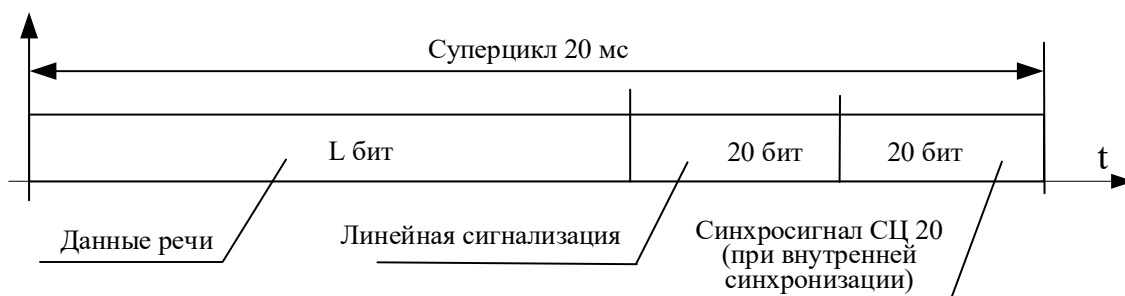 Суперцикл 20 мс
L бит
20 бит
20 бит
t
Данные речи
Линейная сигнализация
Синхросигнал СЦ 20
(при внутренней
синхронизации)